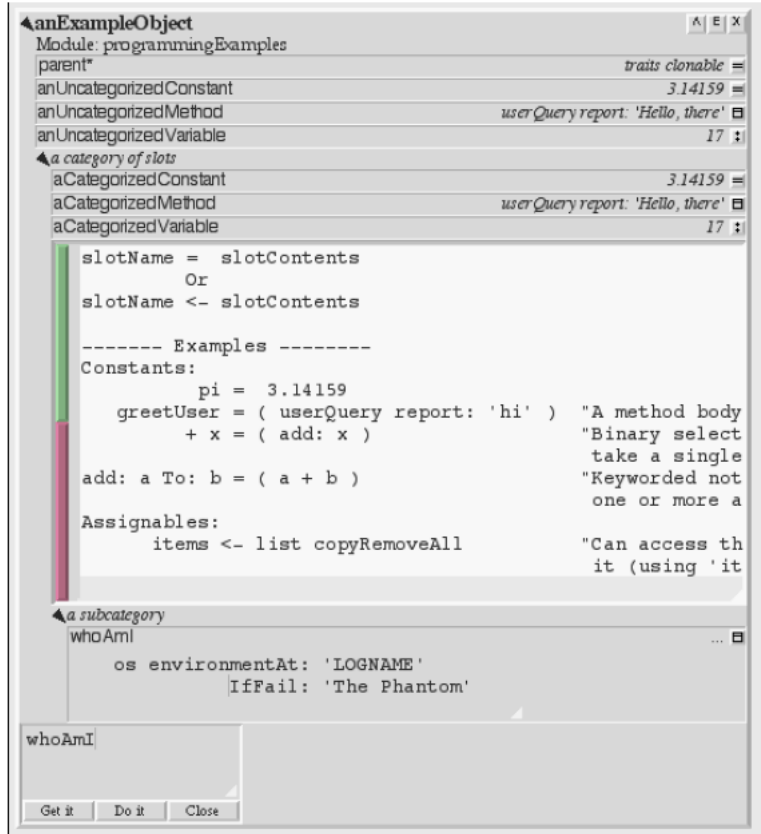 anExampleObject
Module: programmingExamples
parent* traits clonable =
anUncategorizedConstant 3.14159 =
anUncategorizedMethod userQuery report: 'Hello, there'
anUncategorizedVariable 17 :
a category of slots
aCategorizedConstant 3.14159 =
aCategorizedMethod userQuery report: 'Hello, there'
aCategorizedVariable 17 :
slotName = slotContents
Or
slotName <- slotContents
------- Examples --------
Constants:
pi = 3.14159
greetUser = ( userQuery report: 'hi' ) "A method body
+ x = ( add: x ) "Binary select
take a single
add: a To: b = ( a + b ) "Keyworded not
one or more a
Assignables:
items <- list copyRemoveAll "Can access th
it (using 'it
a subcategory
whoAmI ...
os environmentAt: 'LOGNAME'
IfFail: 'The Phantom'
whoAmI
Get it Do it Close
^ E X